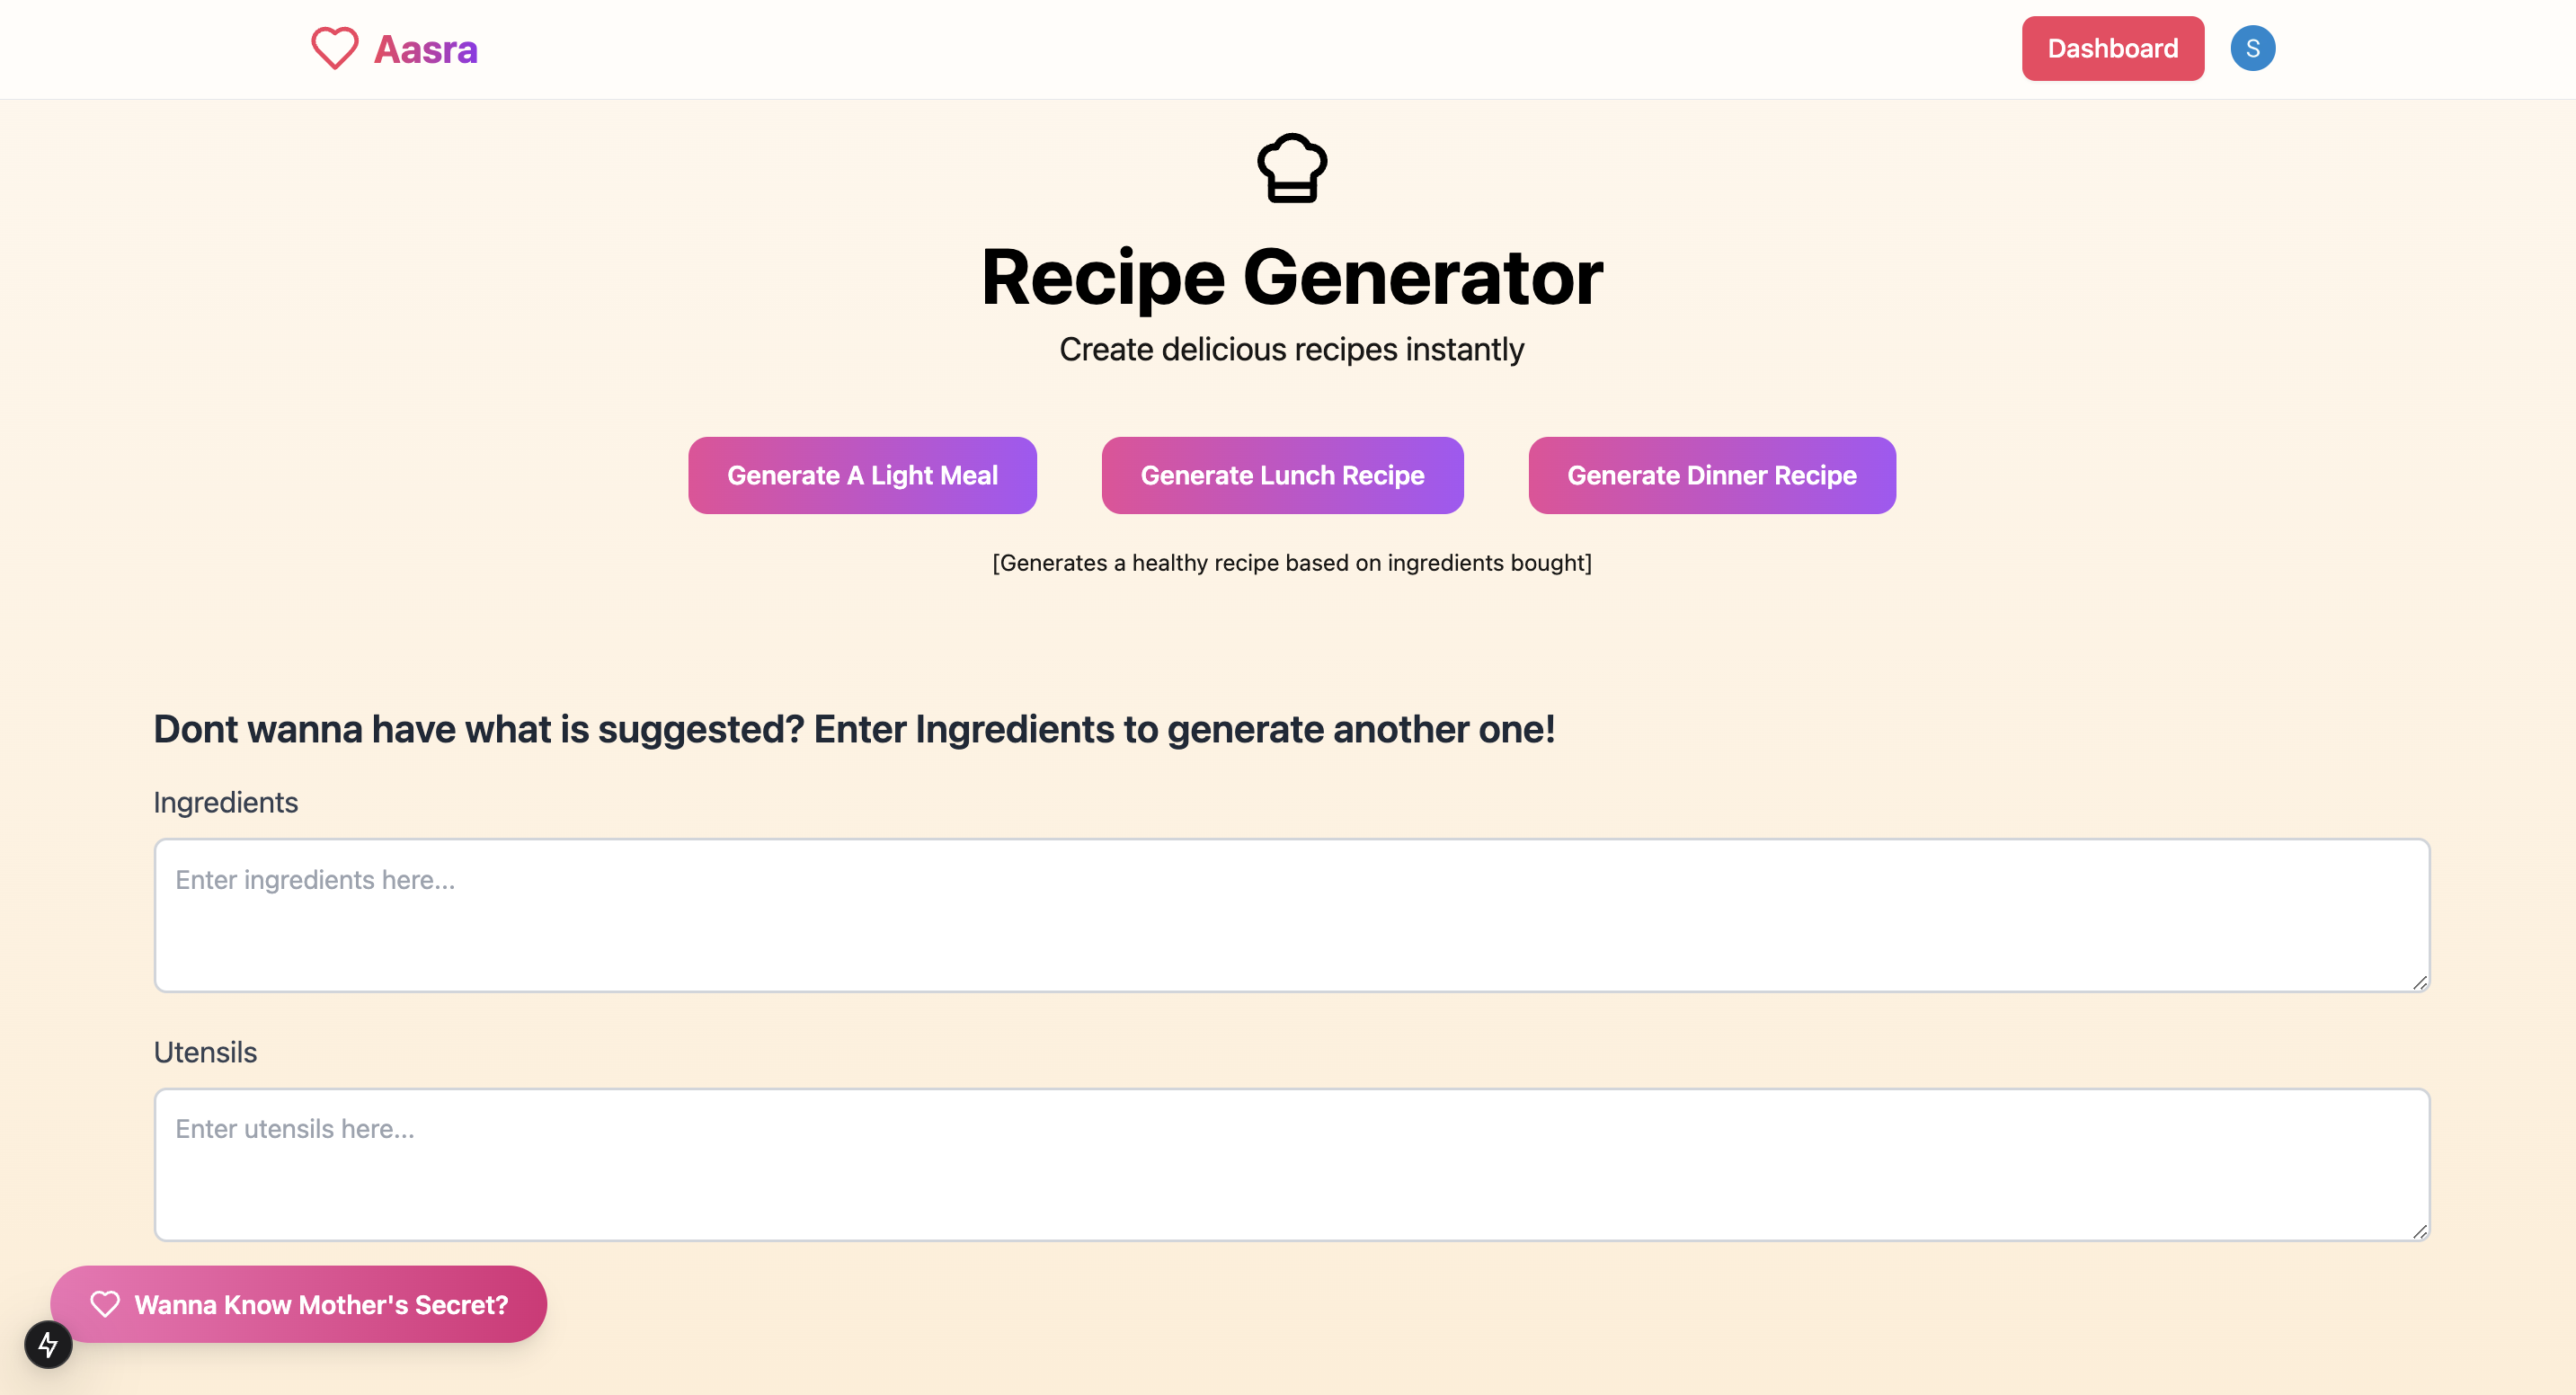 Aasra
Dashboard
S
Recipe Generator
Create delicious recipes instantly
Generate A Light Meal
Generate Lunch Recipe
Generate Dinner Recipe
[Generates a healthy recipe based on ingredients bought]
Dont wanna have what is suggested? Enter Ingredients to generate another one!
Ingredients
Enter ingredients here...
Utensils
Enter utensils here...
Wanna Know Mother's Secret?